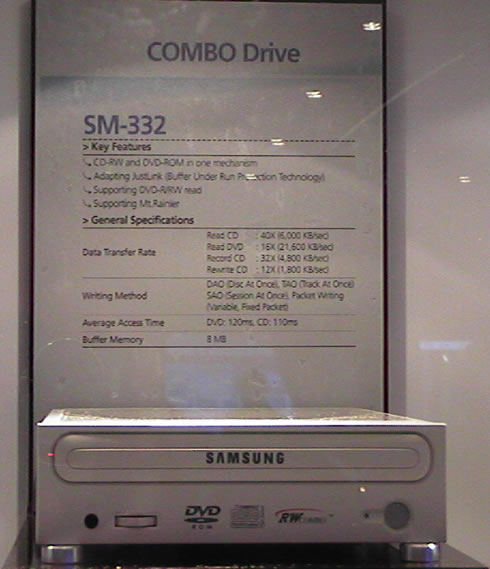 COMBO Drive
SM-332
> Key Features
CD-RW and DVD-ROM in one mechanism
Adapting JustLink (Buffer Under Run Protection Technology)
Supporting DVD-R/RW read
Supporting Mt.Rainier
> General Specifications
Data Transfer Rate
Read CD : 40X (6,000 KB/sec)
Read DVD : 16X (21,600 KB/sec)
Record CD : 32X (4,800 KB/sec)
Rewrite CD : 12X (1,800 KB/sec)
Writing Method
DAO (Disc At Once), TAO (Track At Once)
SAO (Session At Once), Packet Writing
(Variable, Fixed Packet)
Average Access Time DVD: 120ms, CD: 110ms
Buffer Memory 8 MB
SAMSUNG
DVD
ROM
RW COMBO